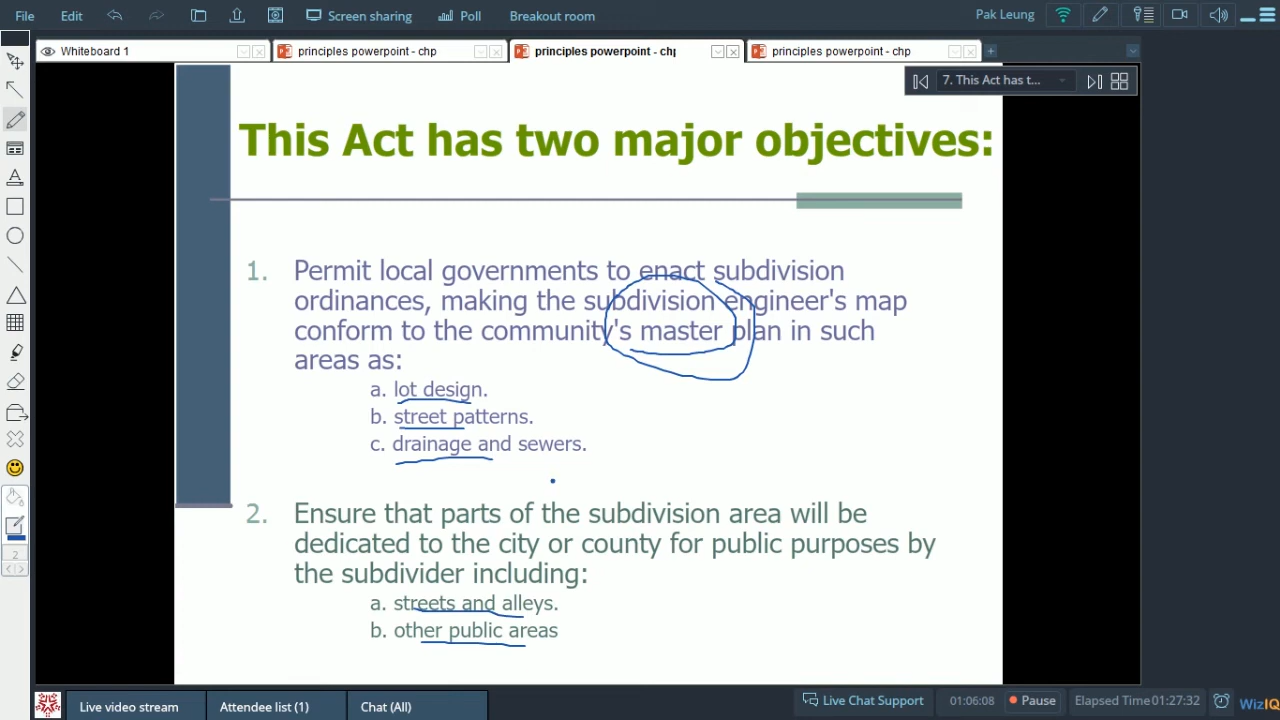 File Edit Screen sharing Poll Breakout room Pak Leung
Whiteboard 1 principles powerpoint - chp principles powerpoint - chp principles powerpoint - chp
7. This Act has t...
This Act has two major objectives:
1. Permit local governments to enact subdivision
ordinances, making the subdivision engineer's map
conform to the community's master plan in such
areas as:
a. lot design.
b. street patterns.
c. drainage and sewers.
2. Ensure that parts of the subdivision area will be
dedicated to the city or county for public purposes by
the subdivider including:
a. streets and alleys.
b. other public areas
2
Live video stream Attendee list (1) Chat (All) Live Chat Support 01:06:08 Pause Elapsed Time 01:27:32 WizIQ